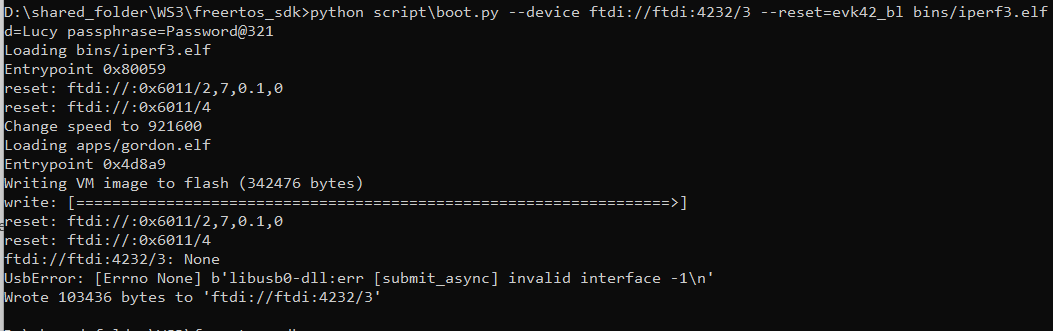 D:\shared_folder\WS3\freertos_sdk>python script\boot.py --device ftdi://ftdi:4232/3 --reset=evk42_bl bins/iperf3.elf
d=Lucy passphrase=Password@321
Loading bins/iperf3.elf
Entrypoint 0x80059
reset: ftdi://:0x6011/2,7,0.1,0
reset: ftdi://:0x6011/4
Change speed to 921600
Loading apps/gordon.elf
Entrypoint 0x4d8a9
Writing VM image to flash (342476 bytes)
write: [==================================================================>]
reset: ftdi://:0x6011/2,7,0.1,0
reset: ftdi://:0x6011/4
ftdi://ftdi:4232/3: None
UsbError: [Errno None] b'libusb0-dll:err [submit_async] invalid interface -1\n'
Wrote 103436 bytes to 'ftdi://ftdi:4232/3'